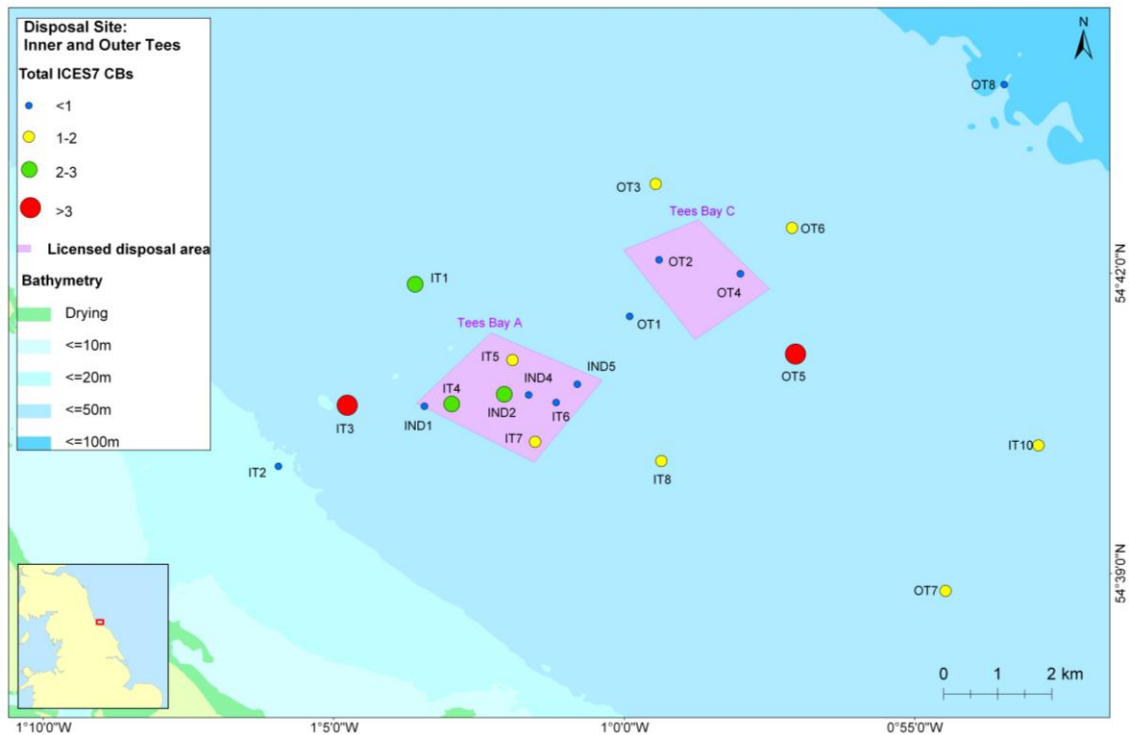 Disposal Site:
Inner and Outer Tees
Total ICES7 CBs
<1
1-2
2-3
>3
Licensed disposal area
Bathymetry
Drying
<=10m
<=20m
<=50m
<=100m
N
OT8
OT3
Tees Bay C
OT6
OT2
OT4
IT1
OT1
Tees Bay A
IT5
IND4
IND5
OT5
IT4
IND2
IT6
IT3
IND1
IT7
IT10
IT2
IT8
OT7
54°42'0"N
54°39'0"N
0 1 2 km
1°10'0"W 1°5'0"W 1°0'0"W 0°55'0"W